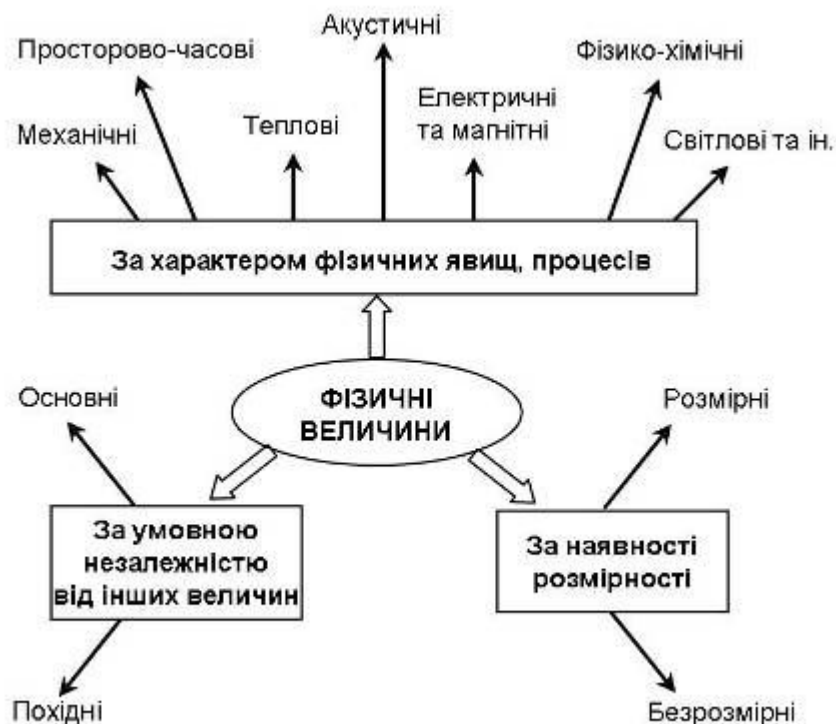 Акустичні
Просторово-часові
Фізико-хімічні
Електричні
та магнітні
Теплові
Механічні
Світлові та ін.
За характером фізичних явищ, процесів
ФІЗИЧНІ
ВЕЛИЧИНИ
Основні
Розмірні
За умовною
незалежністю
від інших величин
За наявності
розмірності
Похідні
Безрозмірні